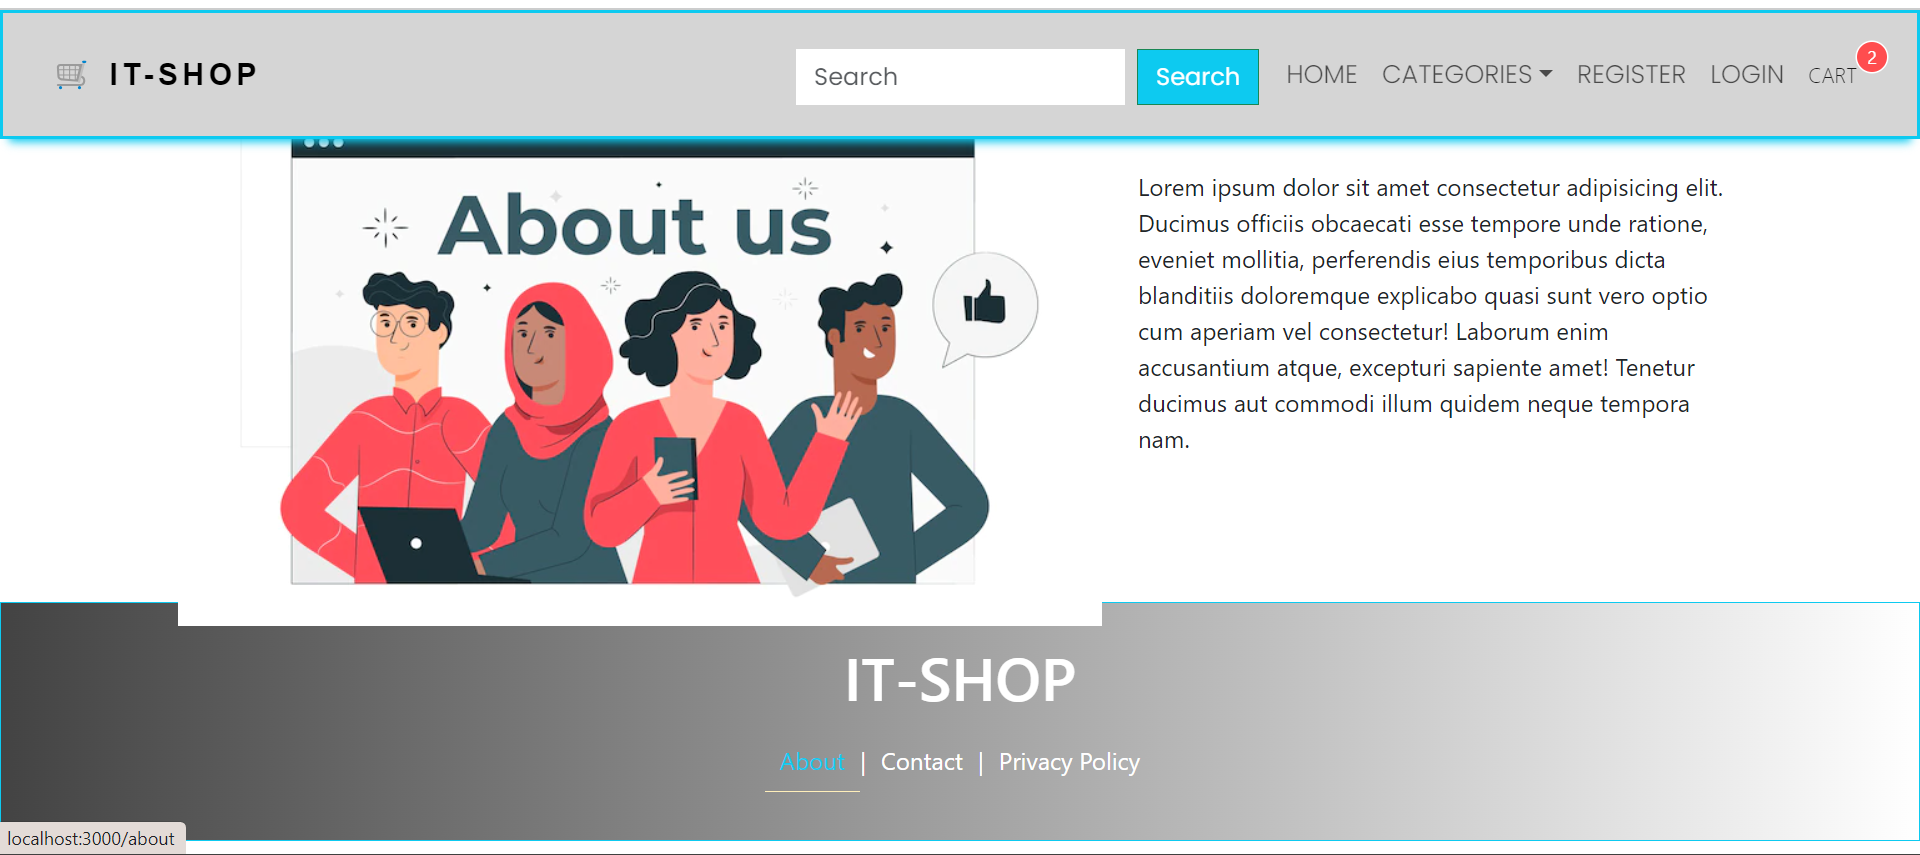 IT-SHOP
Search
Search
HOME
CATEGORIES
REGISTER
LOGIN
CART
2
About us
Lorem ipsum dolor sit amet consectetur adipisicing elit.
Ducimus officiis obcaecati esse tempore unde ratione,
eveniet mollitia, perferendis eius temporibus dicta
blanditiis doloremque explicabo quasi sunt vero optio
cum aperiam vel consectetur! Laborum enim
accusantium atque, excepturi sapiente amet! Tenetur
ducimus aut commodi illum quidem neque tempora
nam.
IT-SHOP
About | Contact | Privacy Policy
localhost:3000/about